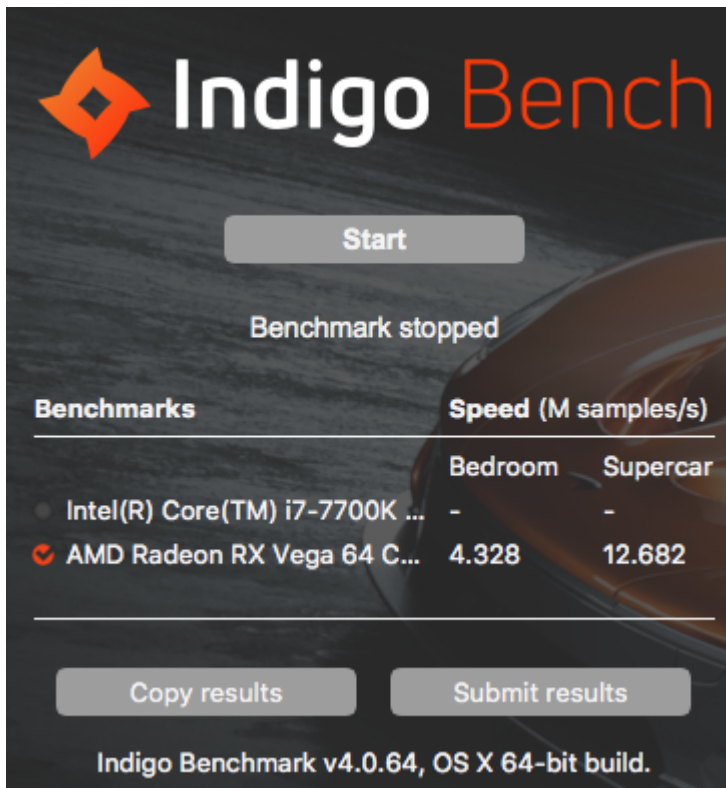 Indigo Bench
Start
Benchmark stopped
Benchmarks Speed (M samples/s)
Bedroom Supercar
Intel(R) Core(TM) i7-7700K ... - -
AMD Radeon RX Vega 64 C... 4.328 12.682
Copy results Submit results
Indigo Benchmark v4.0.64, OS X 64-bit build.